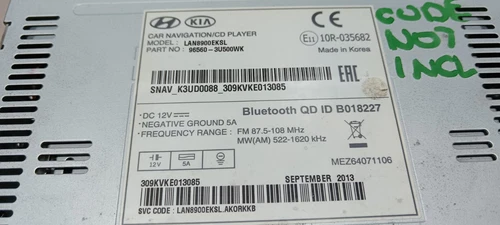 KIA
CAR NAVIGATION/CD PLAYER
MODEL: LAN8900EKSL
PART NO : 96560-3U500WK
E11 10R-035682
Made in Korea
CODE
NOT
INCL
SNAV_K3UD0088_309KVKE013085
EAC
DC 12V
NEGATIVE GROUND 5A
FREQUENCY RANGE : FM 87.5-108 MHz
MW(AM) 522-1620 kHz
Bluetooth QD ID B018227
12V
5A
MEZ64071106
309KVKE013085
SEPTEMBER 2013
SVC CODE : LAN8900EKSL.AKORKKB